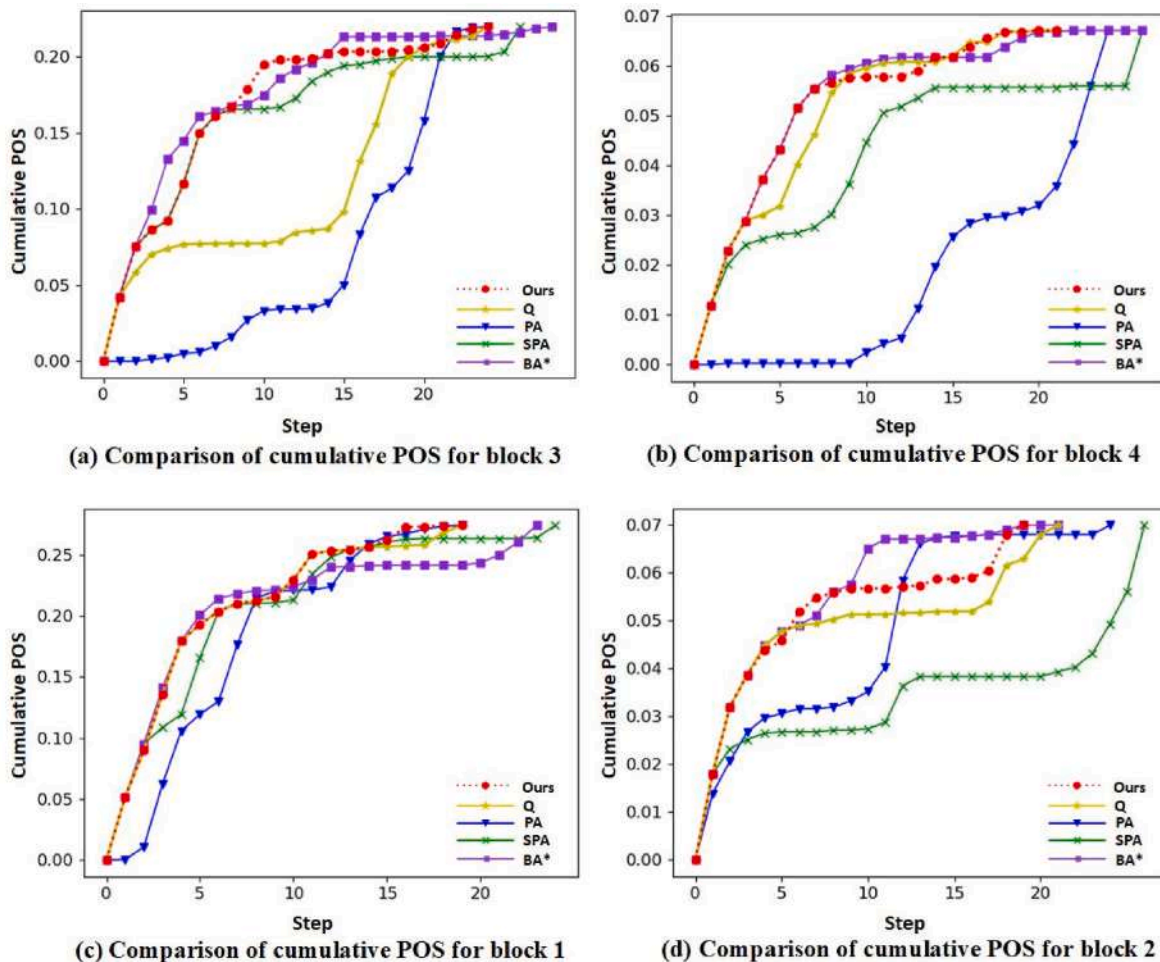 0.20
0.15
0.10
0.05
0.00
Cumulative POS
Ours
Q
PA
SPA
BA*
0 5 10 15 20
Step
(a) Comparison of cumulative POS for block 3
0.07
0.06
0.05
0.04
0.03
0.02
0.01
0.00
Cumulative POS
Ours
Q
PA
SPA
BA*
0 5 10 15 20
Step
(b) Comparison of cumulative POS for block 4
0.25
0.20
0.15
0.10
0.05
0.00
Cumulative POS
Ours
Q
PA
SPA
BA*
0 5 10 15 20
Step
(c) Comparison of cumulative POS for block 1
0.07
0.06
0.05
0.04
0.03
0.02
0.01
0.00
Cumulative POS
Ours
Q
PA
SPA
BA*
0 5 10 15 20
Step
(d) Comparison of cumulative POS for block 2